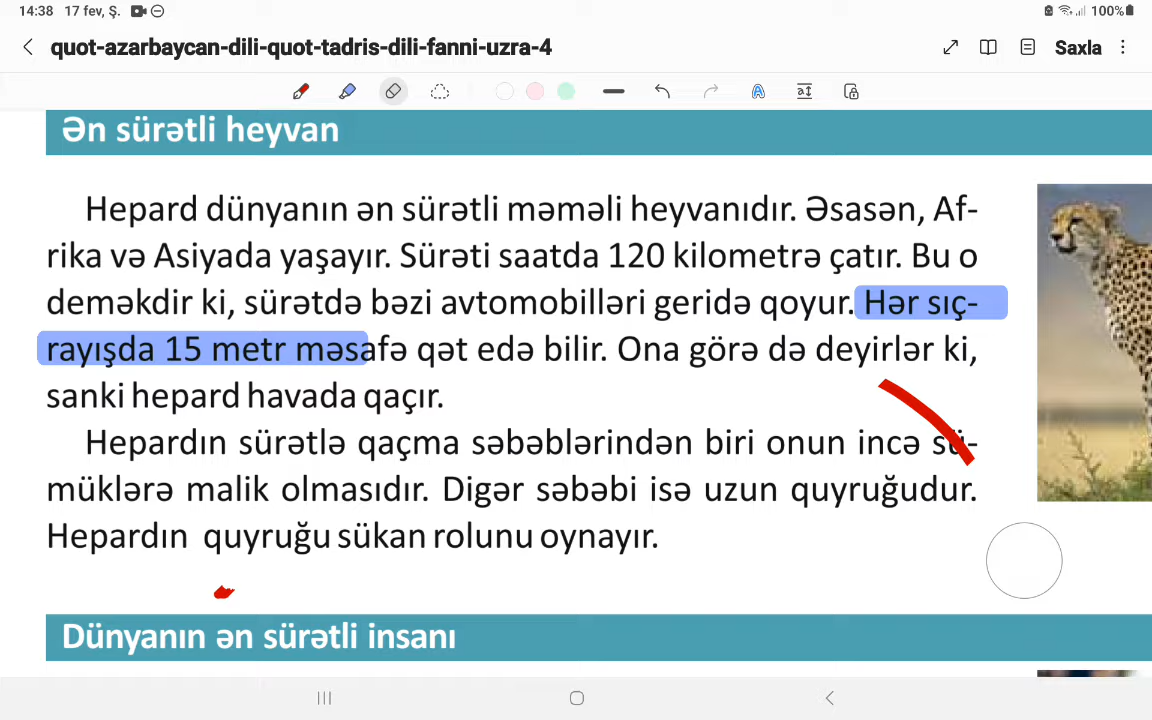 14:38 17 fev, Ş. 100%
quot-azarbaycan-dili-quot-tadris-dili-fanni-uzra-4 Saxla
Ən sürətli heyvan
Hepard dünyanın ən sürətli məməli heyvanıdır. Əsasən, Af-
rika və Asiyada yaşayır. Sürəti saatda 120 kilometrə çatır. Bu o
deməkdir ki, sürətdə bəzi avtomobilləri geridə qoyur. Hər sıç-
rayışda 15 metr məsafə qət edə bilir. Ona görə də deyirlər ki,
sanki hepard havada qaçır.
Hepardın sürətlə qaçma səbəblərindən biri onun incə sü-
müklərə malik olmasıdır. Digər səbəbi isə uzun quyruğudur.
Hepardın quyruğu sükan rolunu oynayır.
Dünyanın ən sürətli insanı